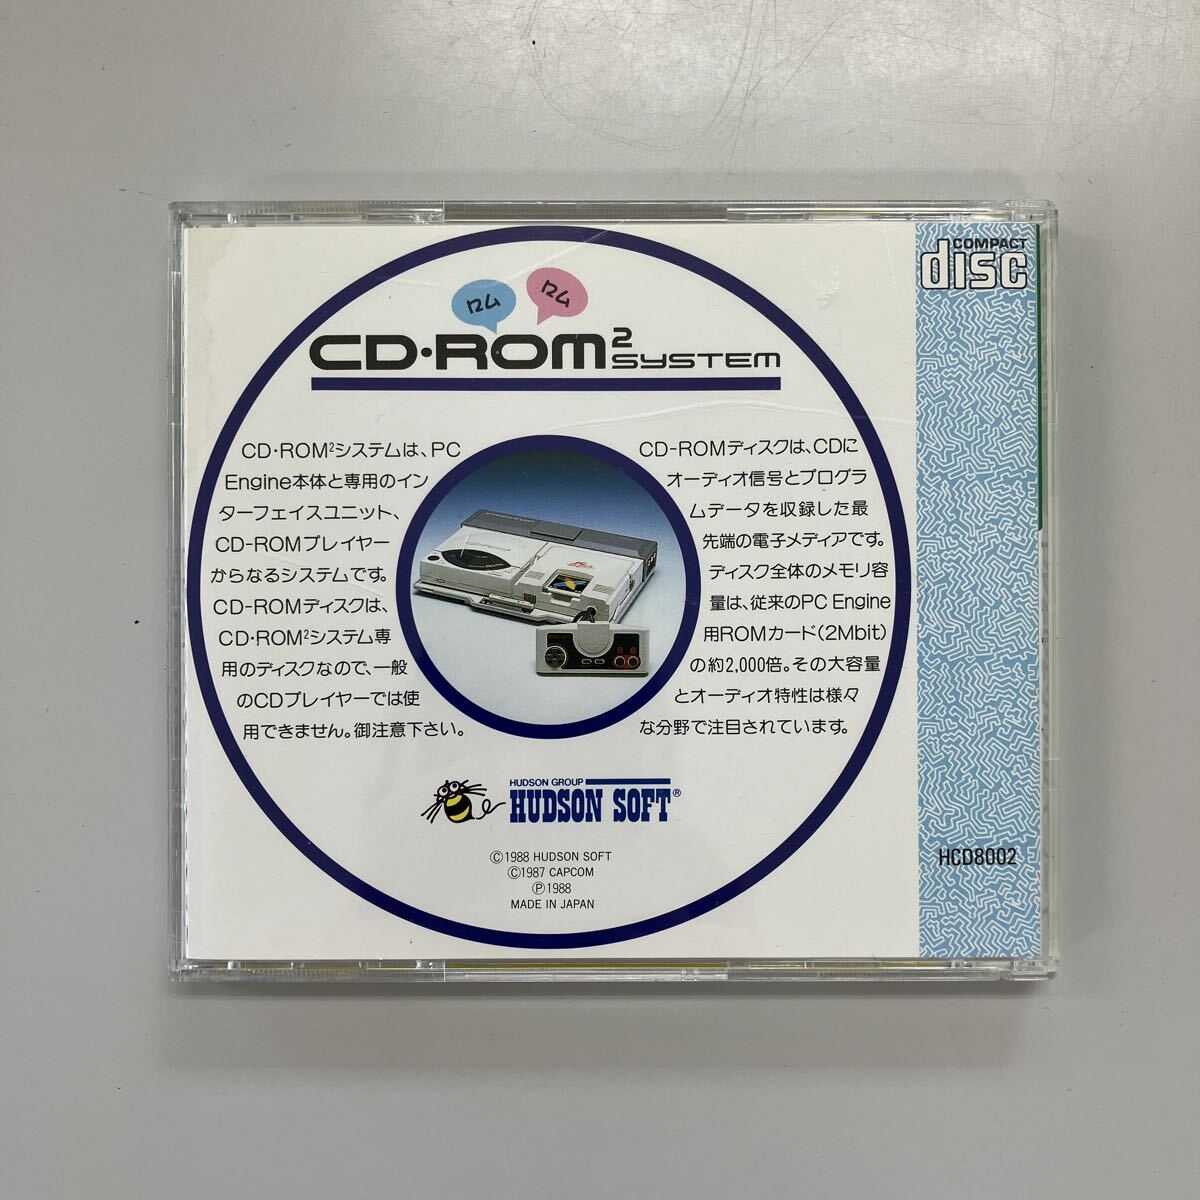 COMPACT
disc
ロム
ロム
CD・ROM²
SYSTEM
CD・ROM²システムは、PC
Engine本体と専用のイン
ターフェイスユニット、
CD-ROMプレイヤー
からなるシステムです。
CD-ROMディスクは、
CD・ROM²システム専
用のディスクなので、一般
のCDプレイヤーでは使
用できません。御注意下さい。
CD-ROMディスクは、CDに
オーディオ信号とプログラ
ムデータを収録した最
先端の電子メディアです。
ディスク全体のメモリ容
量は、従来のPC Engine
用ROMカード(2Mbit)
の約2,000倍。その大容量
とオーディオ特性は様々
な分野で注目されています。
HUDSON GROUP
HUDSON SOFT®
Ⓒ1988 HUDSON SOFT
Ⓒ1987 CAPCOM
Ⓟ1988
MADE IN JAPAN
HCD8002